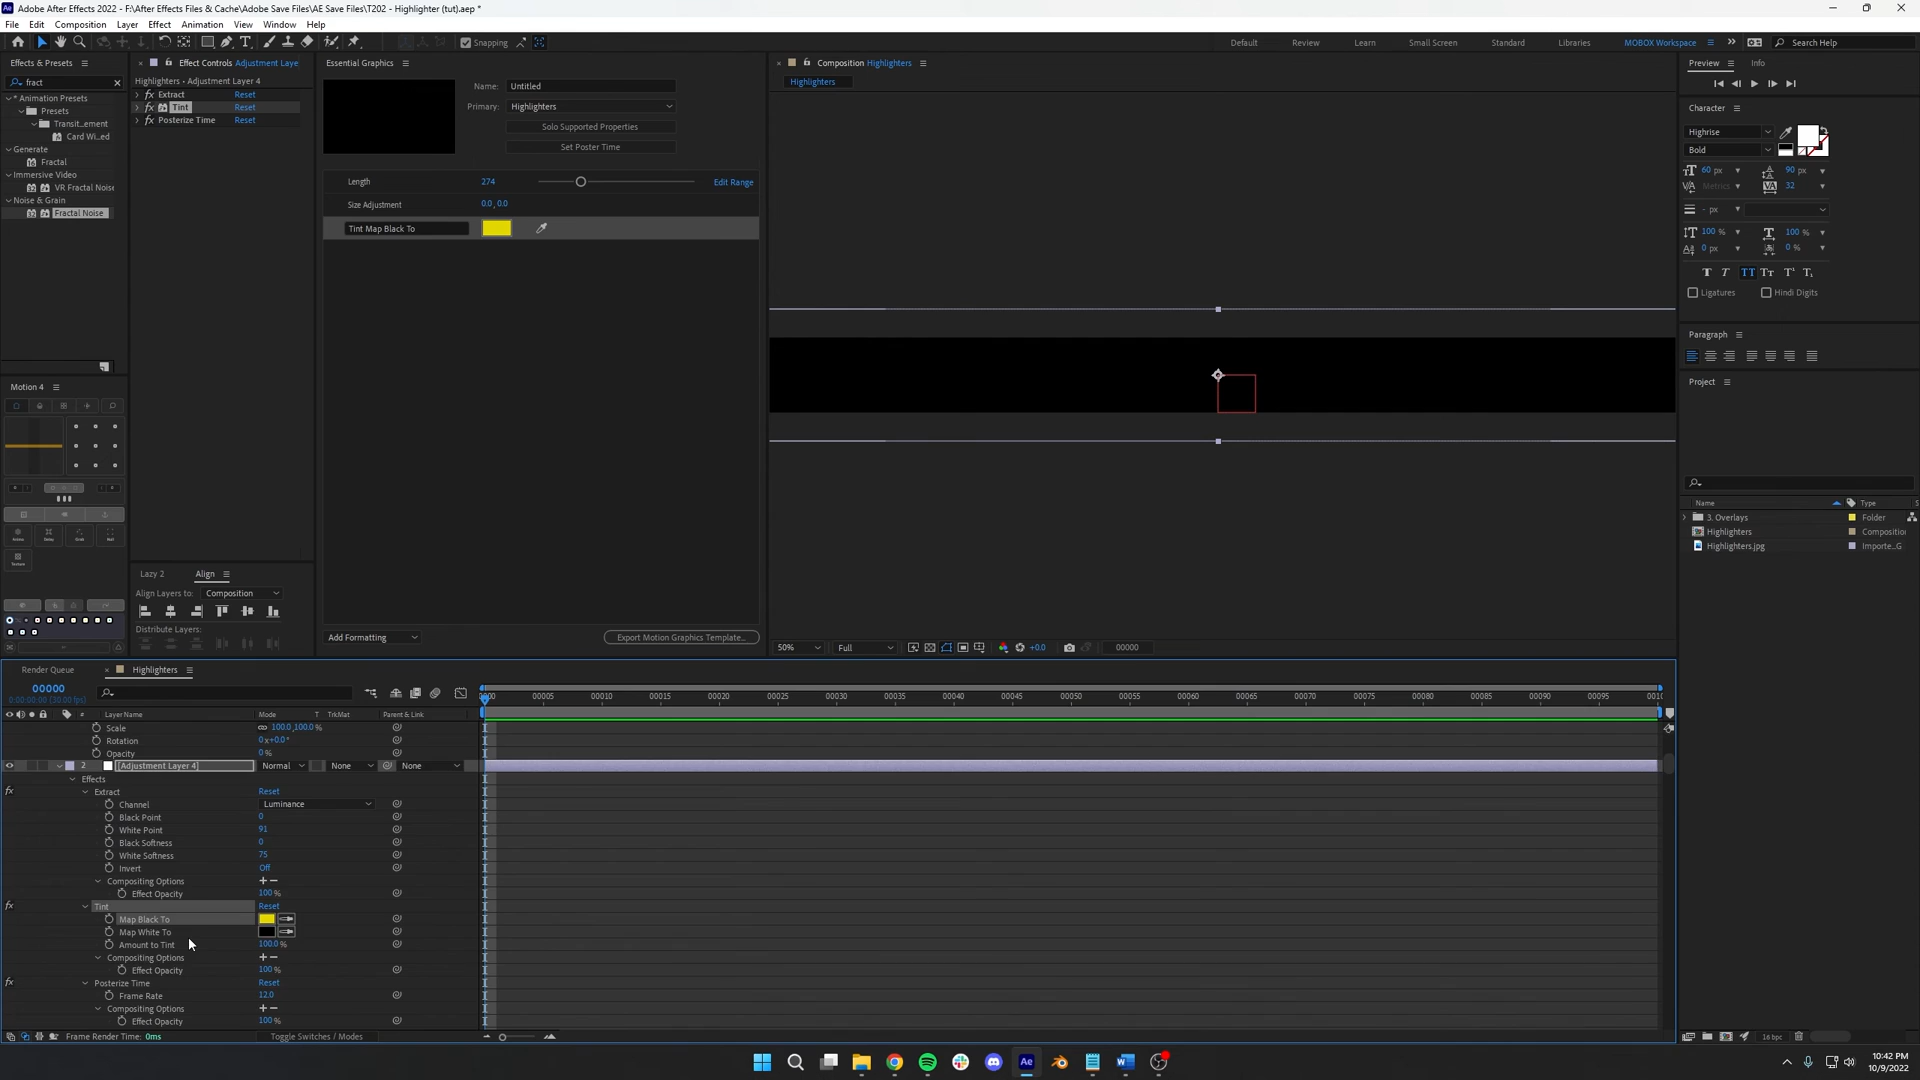 Adobe After Effects 2022 - F:\After Effects Files & Cache\Adobe Save Files\AE Save Files\T202 - Highlighter (tut).aep *
File Edit Composition Layer Effect Animation View Window Help
Snapping
Default Review Learn Small Screen Standard Libraries MOBOX Workspace Search Help
Effects & Presets
fract
* Animation Presets
Presets
Transit...ement
Card Wi...ed
Generate
Fractal
Immersive Video
VR Fractal Noise
Noise & Grain
Fractal Noise
Motion 4
Effect Controls Adjustment Laye
Highlighters • Adjustment Layer 4
Extract Reset
Tint Reset
Posterize Time Reset
Lazy 2 Align
Align Layers to: Composition
Distribute Layers:
Essential Graphics
Name: Untitled
Primary: Highlighters
Solo Supported Properties
Set Poster Time
Length 274 Edit Range
Size Adjustment 0.0, 0.0
Tint Map Black To
Add Formatting Export Motion Graphics Template...
Composition Highlighters
Highlighters
50% Full +0.0 00000
Preview Info
Character
Highrise
Bold
60 px 90 px
Metrics 32
- px
100 % 100 %
0 px 0 %
Ligatures Hindi Digits
Paragraph
Project
Name Type
3. Overlays Folder
Highlighters Compositio
Highlighters.jpg Importe...G
16 bpc
Render Queue Highlighters
00000
0:00:00:00 (30.00 fps)
0000 00005 00010 00015 00020 00025 00030 00035 00040 00045 00050 00055 00060 00065 00070 00075 00080 00085 00090 00095 0010
# Layer Name Mode T TrkMat Parent & Link
Scale 100.0,100.0 %
Rotation 0x+0.0°
Opacity 0 %
2 [Adjustment Layer 4] Normal None None
Effects
Extract Reset
Channel Luminance
Black Point 0
White Point 91
Black Softness 0
White Softness 75
Invert Off
Compositing Options + –
Effect Opacity 100 %
Tint Reset
Map Black To
Map White To
Amount to Tint 100.0 %
Compositing Options + –
Effect Opacity 100 %
Posterize Time Reset
Frame Rate 12.0
Compositing Options + –
Effect Opacity 100 %
Frame Render Time: 0ms Toggle Switches / Modes
10:42 PM
10/9/2022